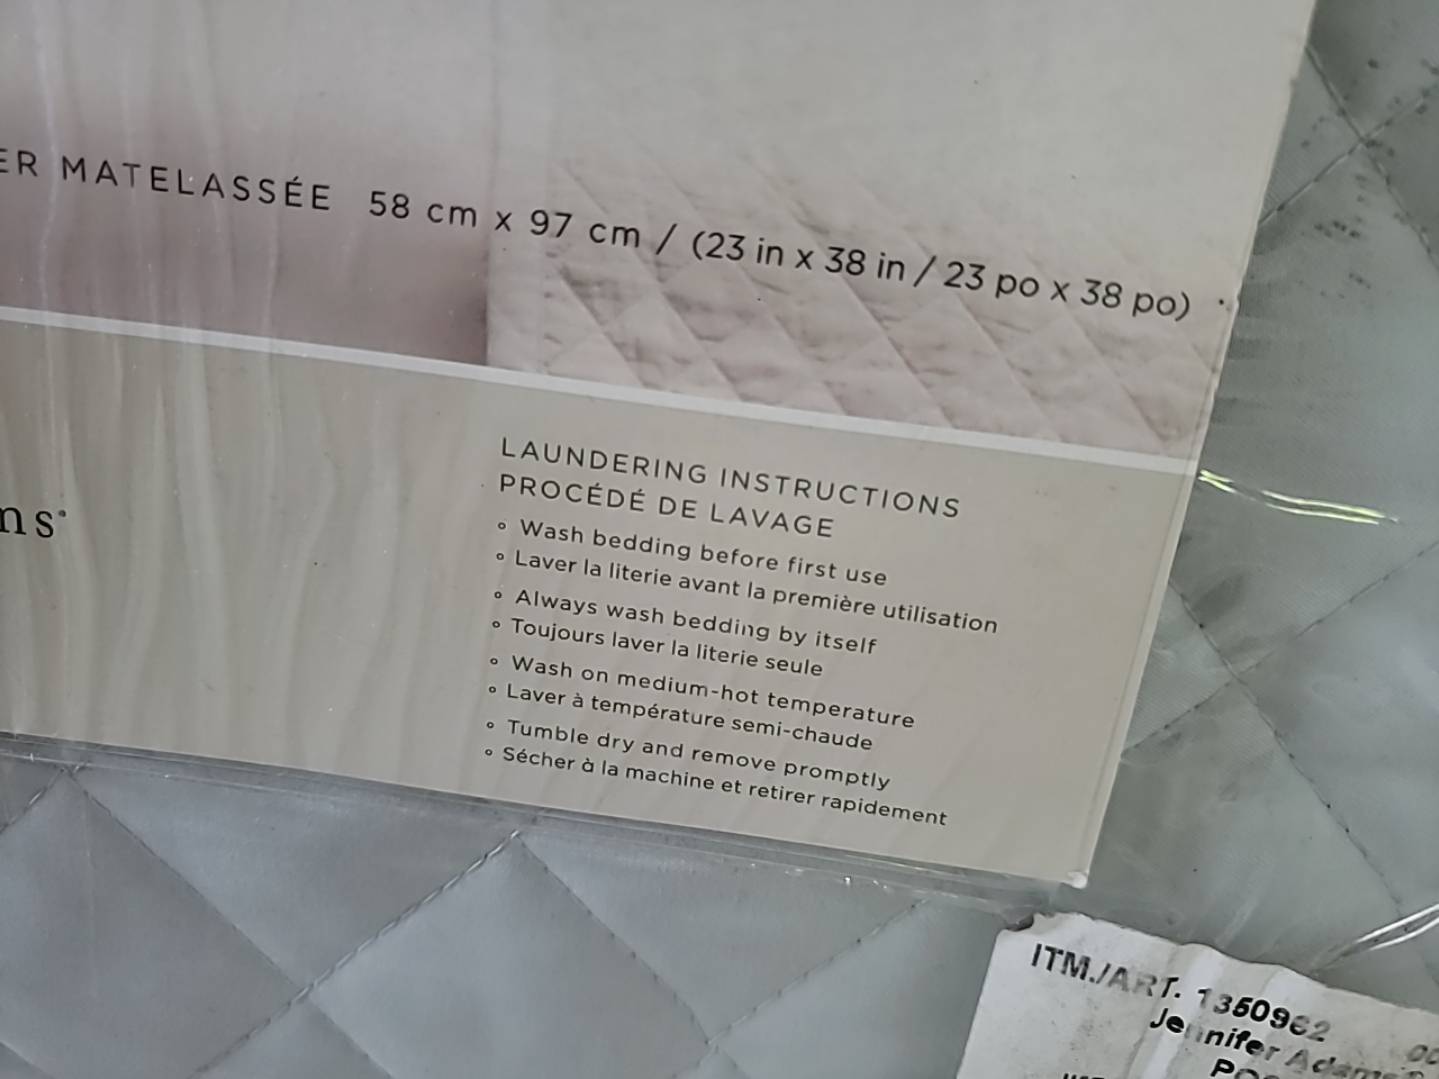 ER MATELASSÉE 58 cm x 97 cm / (23 in x 38 in / 23 po x 38 po)
ns
LAUNDERING INSTRUCTIONS
PROCÉDÉ DE LAVAGE
° Wash bedding before first use
° Laver la literie avant la première utilisation
° Always wash bedding by itself
° Toujours laver la literie seule
° Wash on medium-hot temperature
° Laver à température semi-chaude
° Tumble dry and remove promptly
° Sécher à la machine et retirer rapidement
ITM./ART. 1350962
Jennifer Adams